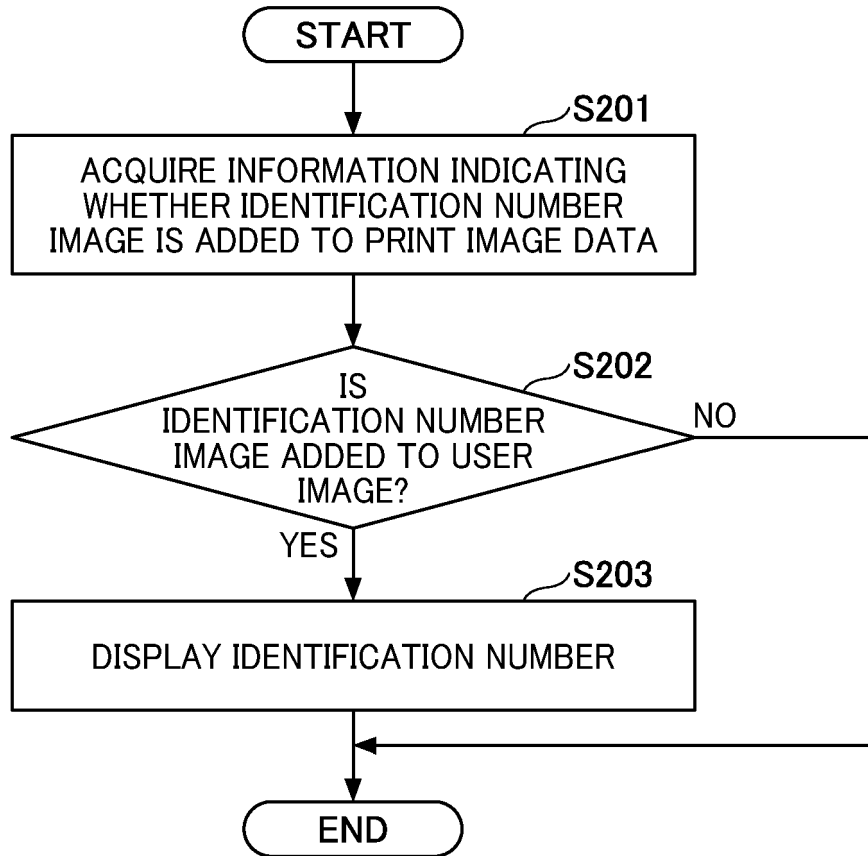 START
S201
ACQUIRE INFORMATION INDICATING
WHETHER IDENTIFICATION NUMBER
IMAGE IS ADDED TO PRINT IMAGE DATA
S202
IS
IDENTIFICATION NUMBER
IMAGE ADDED TO USER
IMAGE?
NO
YES
S203
DISPLAY IDENTIFICATION NUMBER
END